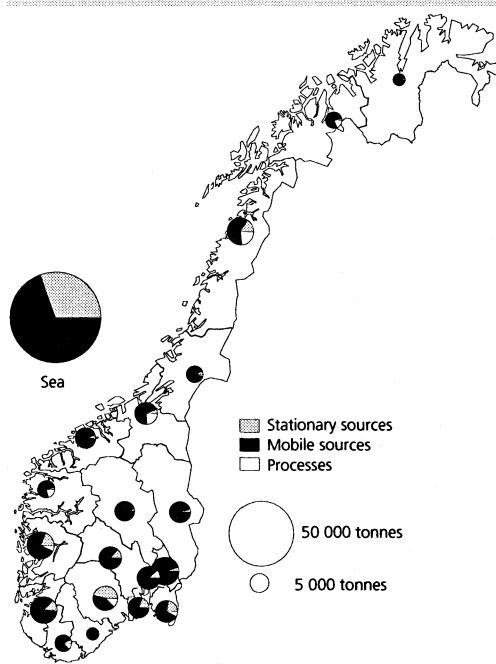 Sea
Stationary sources
Mobile sources
Processes
50 000 tonnes
5 000 tonnes